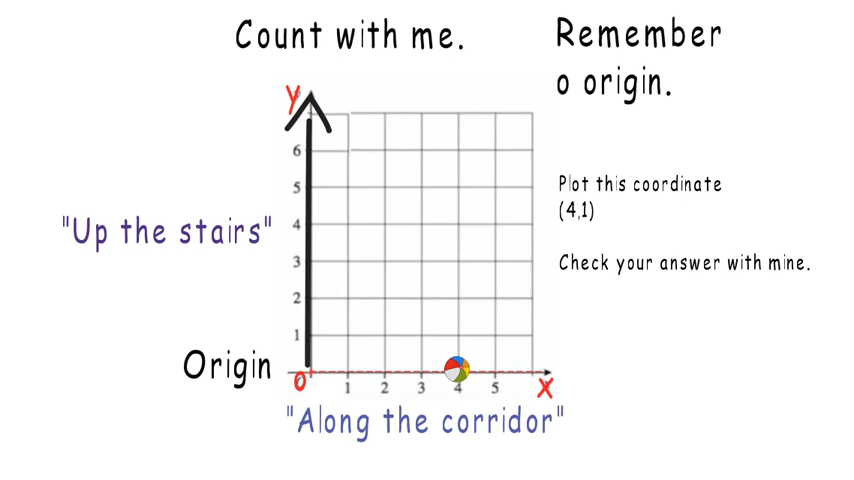 Count with me.
Remember
o origin.
Y
6
5
4
3
2
1
Plot this coordinate
(4,1)
Check your answer with mine.
"Up the stairs"
Origin
0
1 2 3 4 5
X
"Along the corridor"